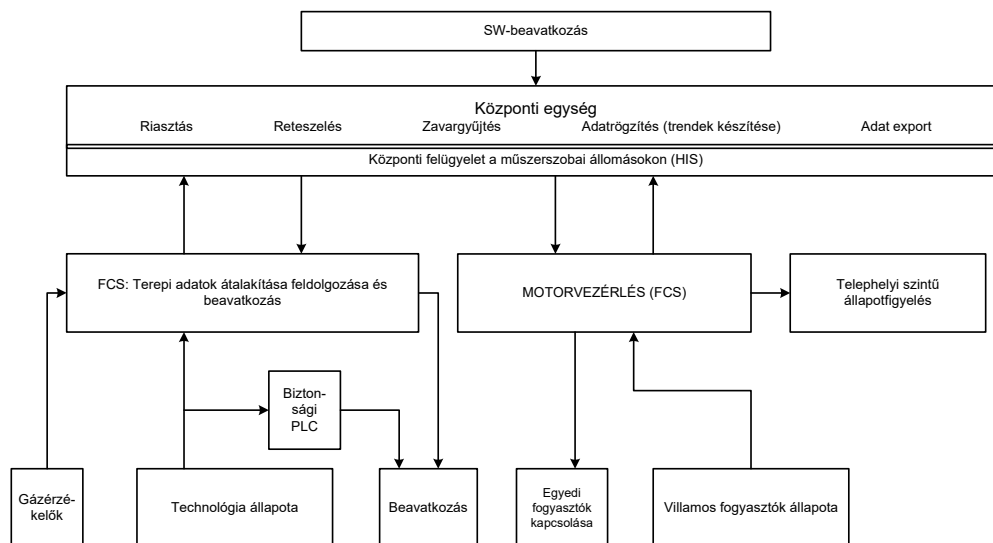 SW-beavatkozás
Központi egység
Riasztás Reteszelés Zavargyűjtés Adatrögzítés (trendek készítése) Adat export
Központi felügyelet a műszerszobai állomásokon (HIS)
FCS: Terepi adatok átalakítása feldolgozása és
beavatkozás
MOTORVEZÉRLÉS (FCS)
Telephelyi szintű
állapotfigyelés
Bizton-
sági
PLC
Gázérzé-
kelők
Technológia állapota
Beavatkozás
Egyedi
fogyasztók
kapcsolása
Villamos fogyasztók állapota